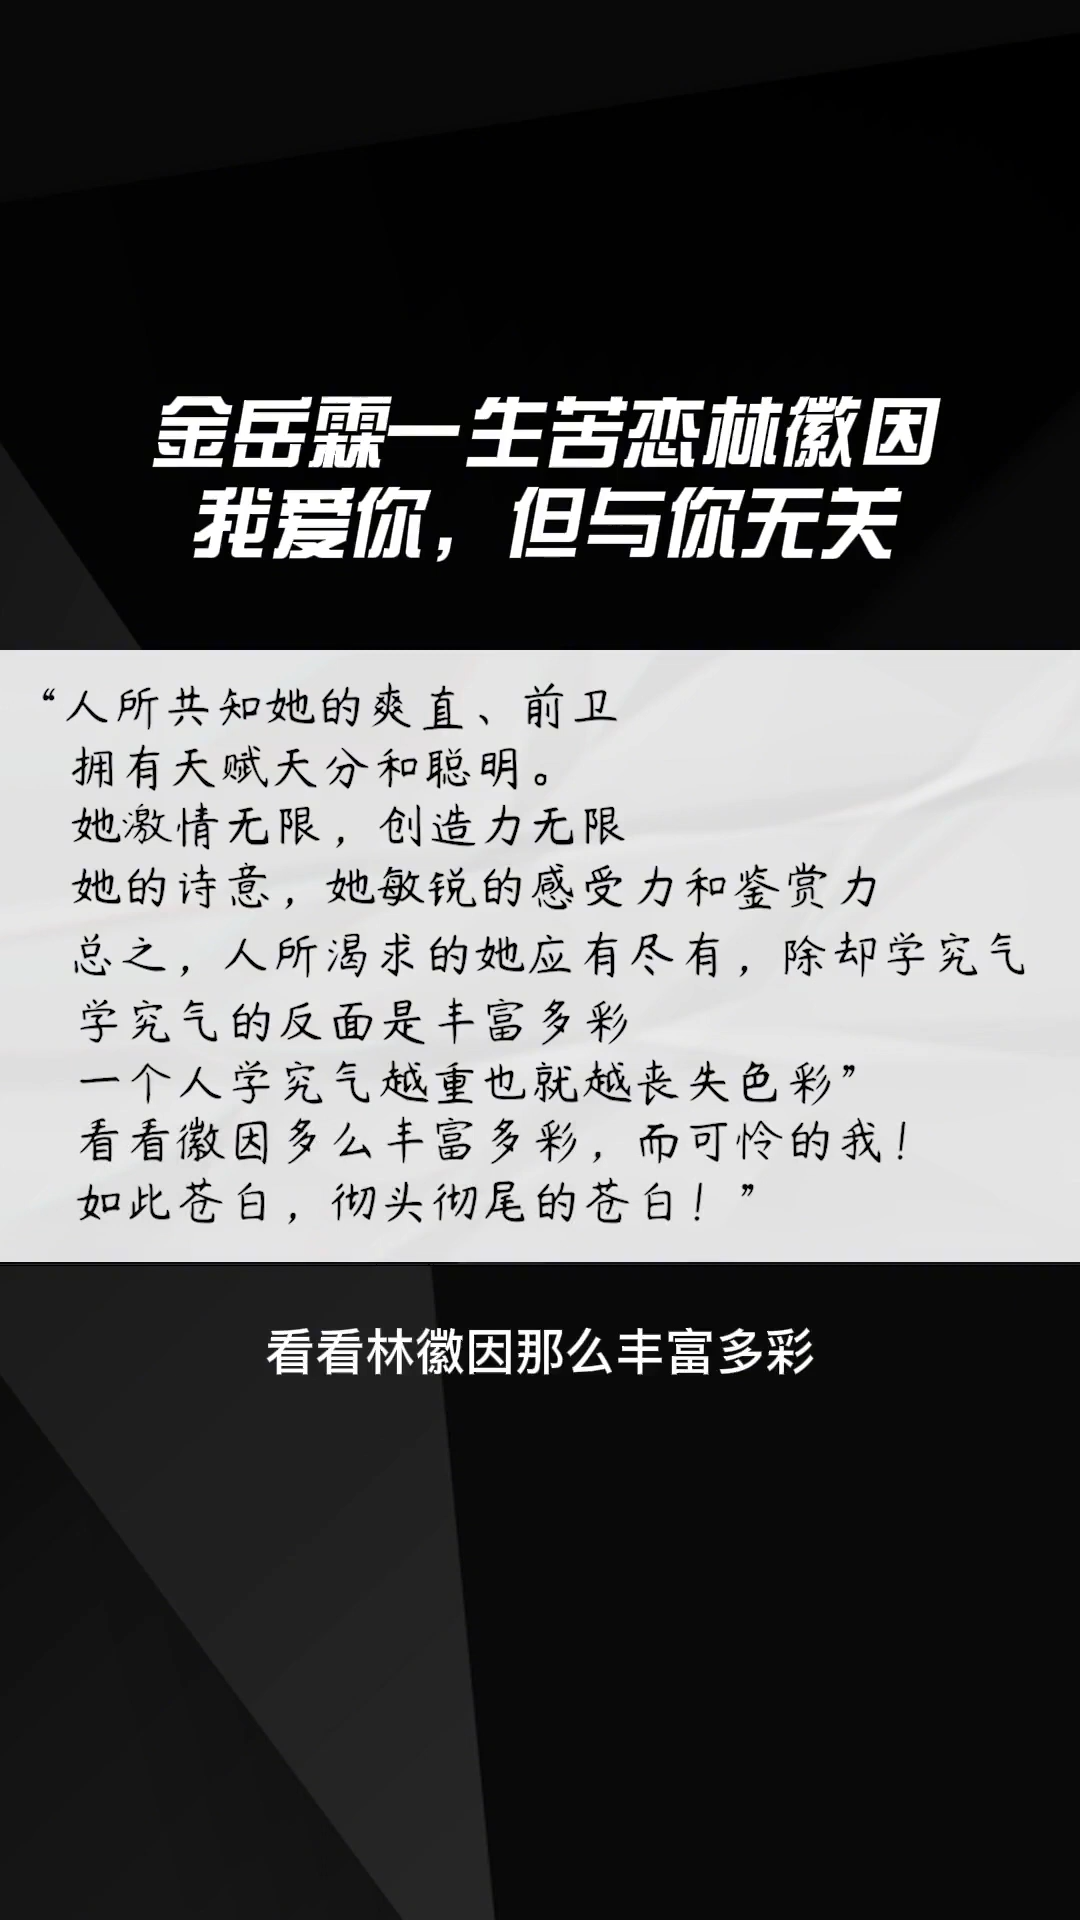 金岳霖一生苦恋林徽因
我爱你，但与你无关
“人所共知她的爽直、前卫
拥有天赋天分和聪明。
她激情无限，创造力无限
她的诗意，她敏锐的感受力和鉴赏力
总之，人所渴求的她应有尽有，除却学究气
学究气的反面是丰富多彩
一个人学究气越重也就越丧失色彩”
看看徽因多么丰富多彩，而可怜的我！
如此苍白，彻头彻尾的苍白！”
看看林徽因那么丰富多彩